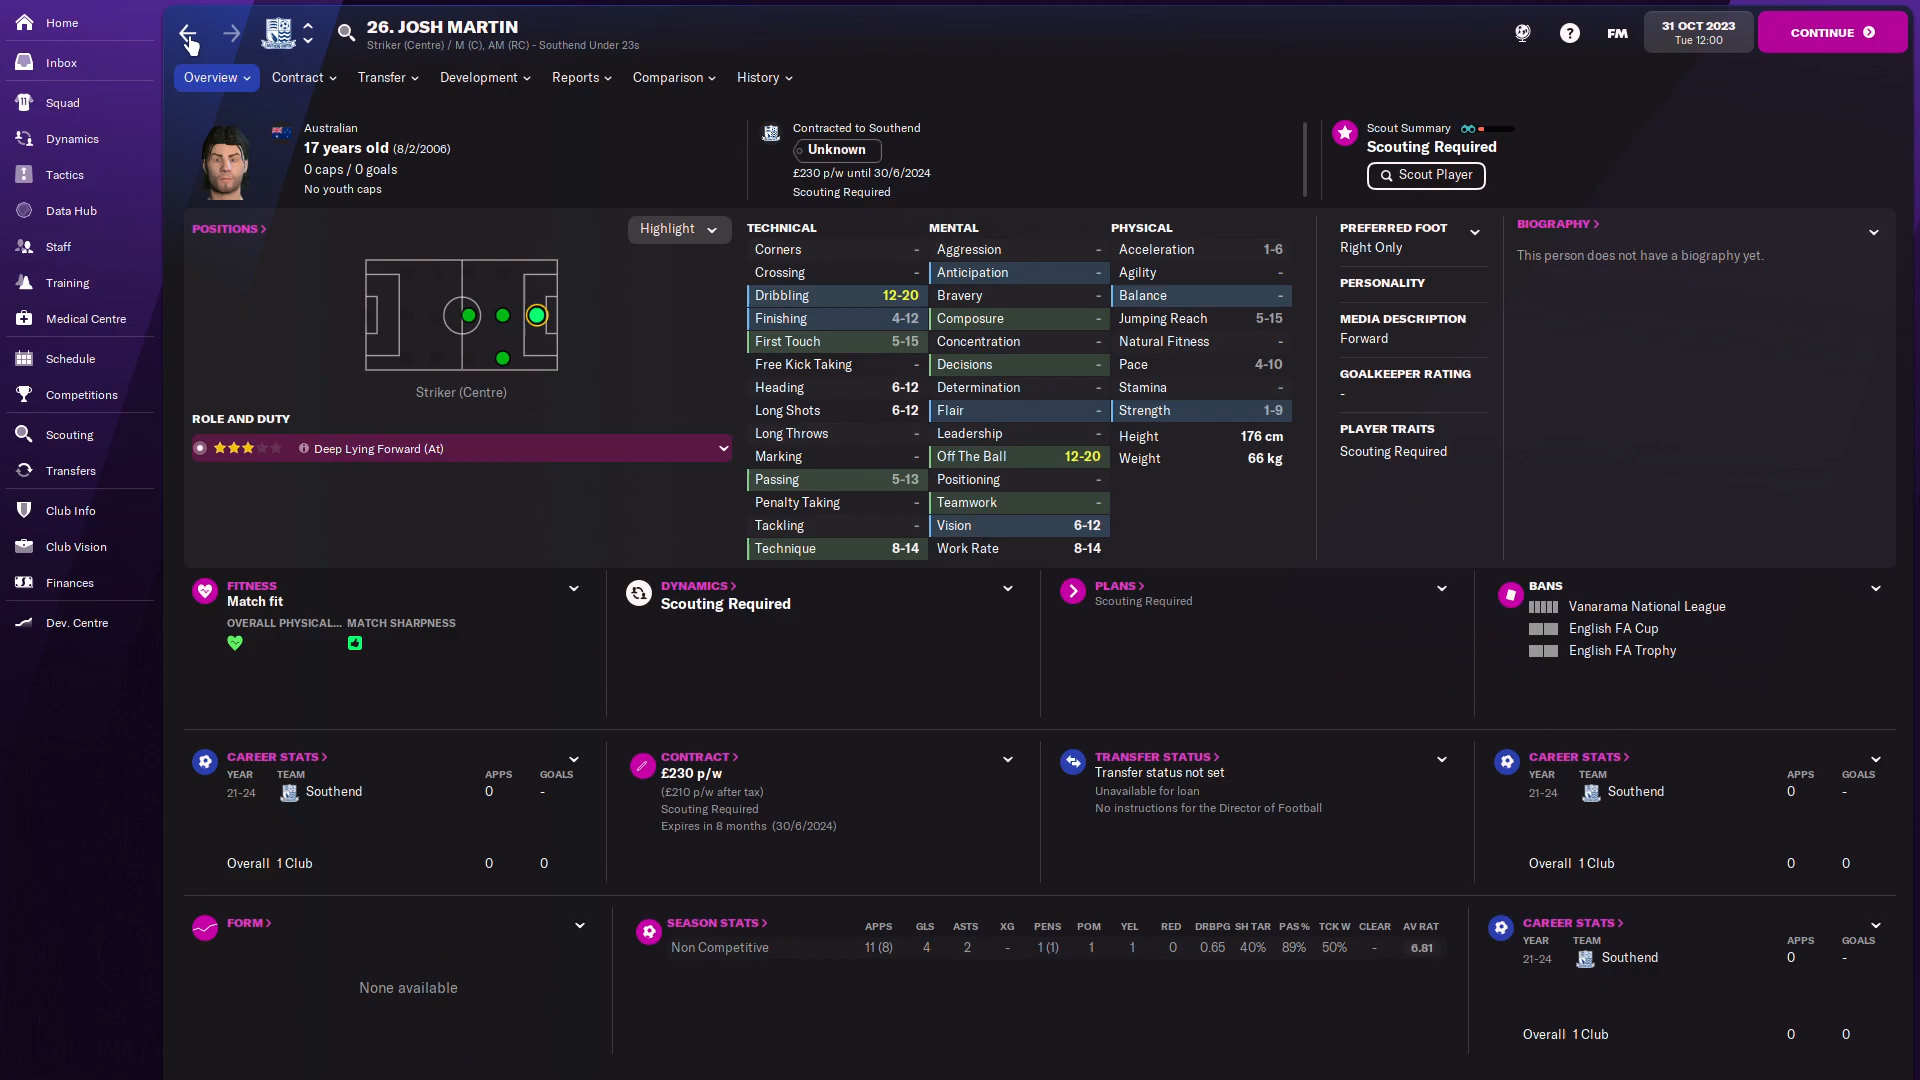 Home
Inbox
Squad
Dynamics
Tactics
Data Hub
Staff
Training
Medical Centre
Schedule
Competitions
Scouting
Transfers
Club Info
Club Vision
Finances
Dev. Centre
26. JOSH MARTIN
Striker (Centre) / M (C), AM (RC) - Southend Under 23s
FM
31 OCT 2023
Tue 12:00
CONTINUE
Overview
Contract
Transfer
Development
Reports
Comparison
History
Australian
17 years old (8/2/2006)
0 caps / 0 goals
No youth caps
Contracted to Southend
Unknown
£230 p/w until 30/6/2024
Scouting Required
Scout Summary
Scouting Required
Scout Player
POSITIONS >
Highlight
Striker (Centre)
ROLE AND DUTY
Deep Lying Forward (At)
TECHNICAL
Corners -
Crossing -
Dribbling 12-20
Finishing 4-12
First Touch 5-15
Free Kick Taking -
Heading 6-12
Long Shots 6-12
Long Throws -
Marking -
Passing 5-13
Penalty Taking -
Tackling -
Technique 8-14
MENTAL
Aggression -
Anticipation -
Bravery -
Composure -
Concentration -
Decisions -
Determination -
Flair -
Leadership -
Off The Ball 12-20
Positioning -
Teamwork -
Vision 6-12
Work Rate 8-14
PHYSICAL
Acceleration 1-6
Agility -
Balance -
Jumping Reach 5-15
Natural Fitness -
Pace 4-10
Stamina -
Strength 1-9
Height 176 cm
Weight 66 kg
PREFERRED FOOT
Right Only
PERSONALITY
MEDIA DESCRIPTION
Forward
GOALKEEPER RATING
-
PLAYER TRAITS
Scouting Required
BIOGRAPHY >
This person does not have a biography yet.
FITNESS
Match fit
OVERALL PHYSICAL... MATCH SHARPNESS
DYNAMICS >
Scouting Required
PLANS >
Scouting Required
BANS
Vanarama National League
English FA Cup
English FA Trophy
CAREER STATS >
YEAR TEAM APPS GOALS
21-24 Southend 0 -
Overall 1 Club 0 0
CONTRACT >
£230 p/w
(£210 p/w after tax)
Scouting Required
Expires in 8 months (30/6/2024)
TRANSFER STATUS >
Transfer status not set
Unavailable for loan
No instructions for the Director of Football
CAREER STATS >
YEAR TEAM APPS GOALS
21-24 Southend 0 -
Overall 1 Club 0 0
FORM >
None available
SEASON STATS > APPS GLS ASTS XG PENS POM YEL RED DRBPG SH TAR PAS % TCK W CLEAR AV RAT
Non Competitive 11 (8) 4 2 - 1 (1) 1 1 0 0.65 40% 89% 50% - 6.81
CAREER STATS >
YEAR TEAM APPS GOALS
21-24 Southend 0 -
Overall 1 Club 0 0